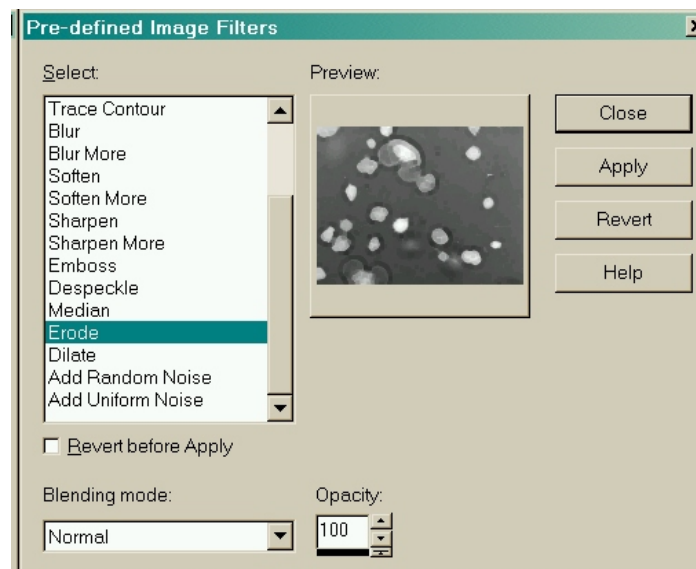 Pre-defined Image Filters
Select:
Preview:
Trace Contour
Blur
Blur More
Soften
Soften More
Sharpen
Sharpen More
Emboss
Despeckle
Median
Erode
Dilate
Add Random Noise
Add Uniform Noise
Close
Apply
Revert
Help
Revert before Apply
Blending mode:
Opacity:
Normal
100